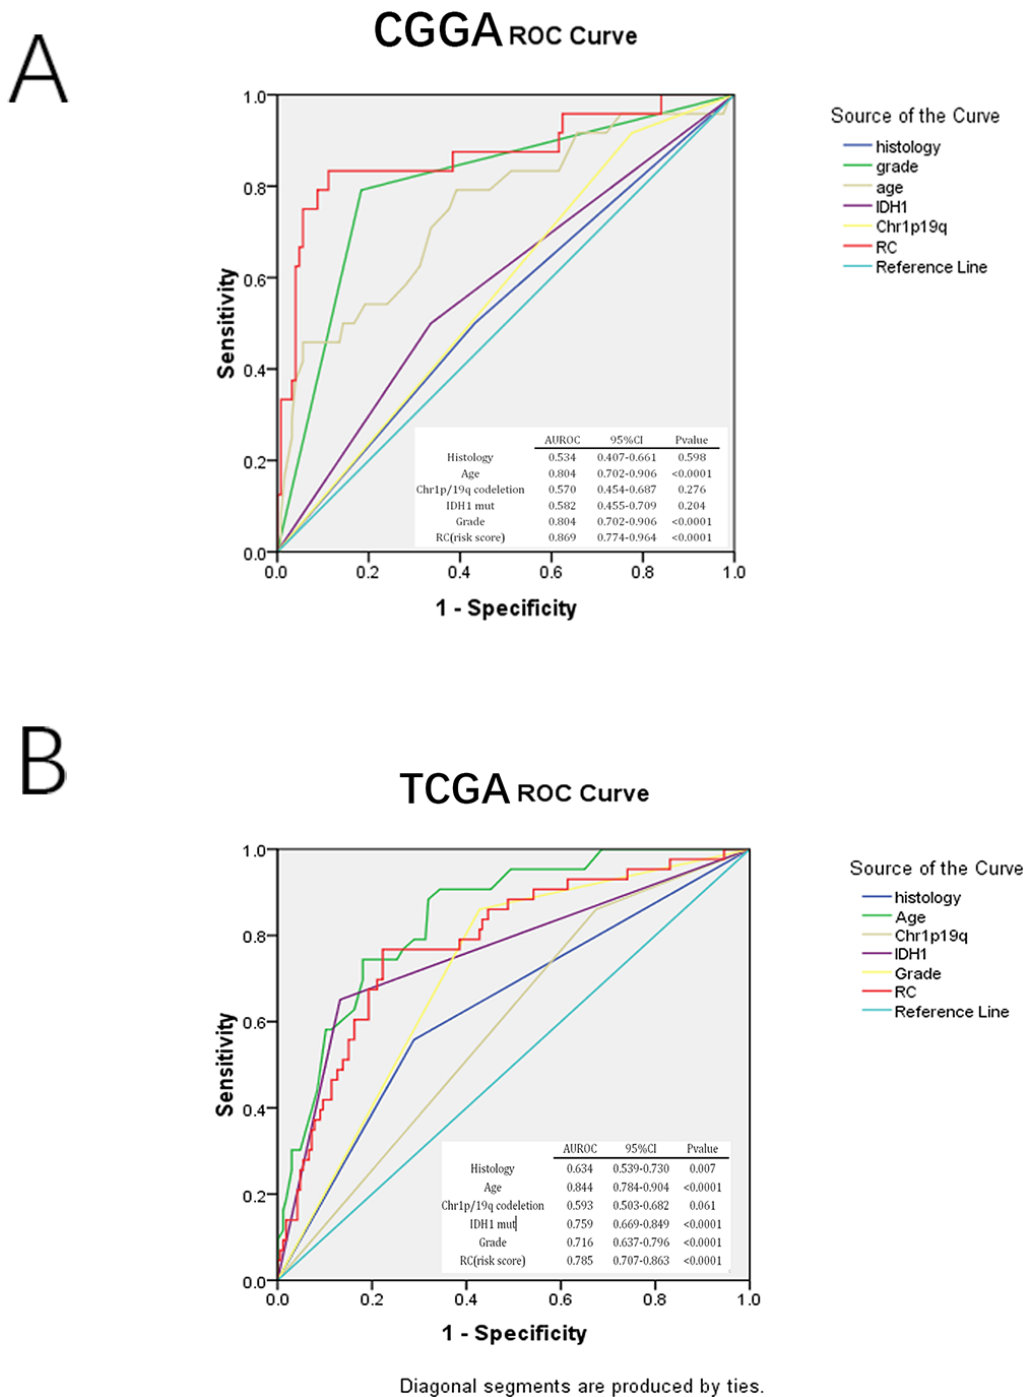 A
CGGA ROC Curve
Source of the Curve
histology
grade
age
IDH1
Chr1p19q
RC
Reference Line
Sensitivity
1.0
0.8
0.6
0.4
0.2
0.0
AUROC 95%CI Pvalue
Histology 0.534 0.407-0.661 0.598
Age 0.804 0.702-0.906 <0.0001
Chr1p/19q codeletion 0.570 0.454-0.687 0.276
IDH1 mut 0.582 0.455-0.709 0.204
Grade 0.804 0.702-0.906 <0.0001
RC(risk score) 0.869 0.774-0.964 <0.0001
0.0 0.2 0.4 0.6 0.8 1.0
1 - Specificity
B
TCGA ROC Curve
Source of the Curve
histology
Age
Chr1p19q
IDH1
Grade
RC
Reference Line
Sensitivity
1.0
0.8
0.6
0.4
0.2
0.0
AUROC 95%CI Pvalue
Histology 0.634 0.539-0.730 0.007
Age 0.844 0.784-0.904 <0.0001
Chr1p/19q codeletion 0.593 0.503-0.682 0.061
IDH1 mut 0.759 0.669-0.849 <0.0001
Grade 0.716 0.637-0.796 <0.0001
RC(risk score) 0.785 0.707-0.863 <0.0001
0.0 0.2 0.4 0.6 0.8 1.0
1 - Specificity
Diagonal segments are produced by ties.